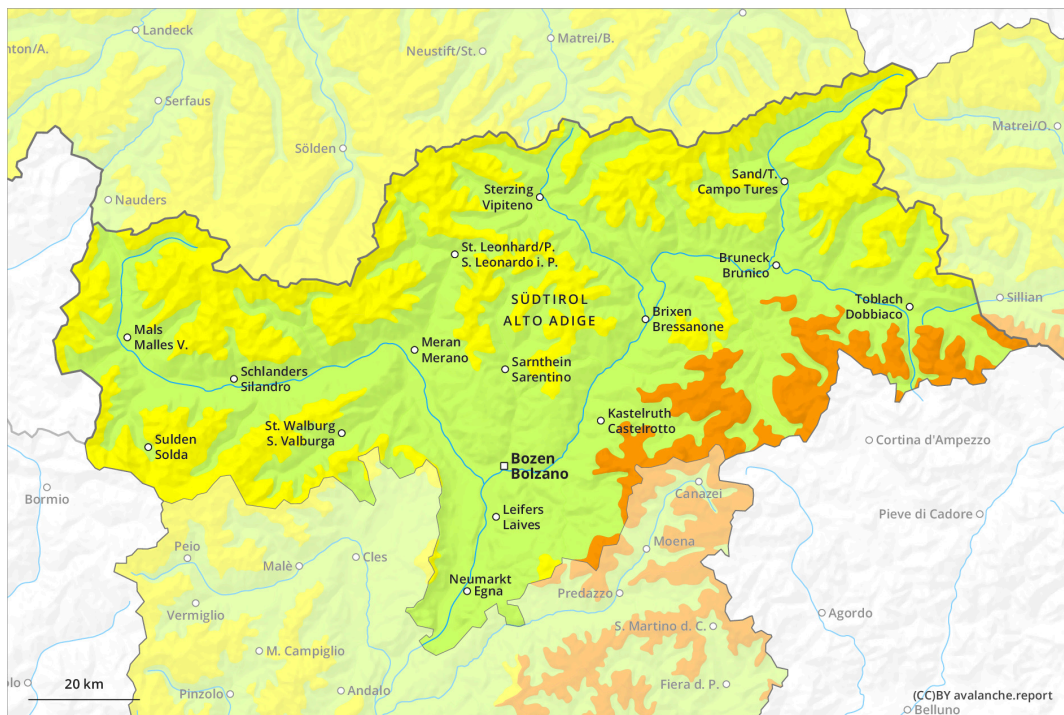 Landeck
Matrei/B.
nton/A.
Neustift/St.
Serfaus
Matrei/O.
Sölden
Sand/T.
Campo Tures
Nauders
Sterzing
Vipiteno
St. Leonhard/P.
S. Leonardo i. P.
Bruneck
Brunico
SÜDTIROL
ALTO ADIGE
Toblach
Dobbiaco
Sillian
Brixen
Bressanone
Mals
Malles V.
Meran
Merano
Sarnthein
Sarentino
Schlanders
Silandro
Kastelruth
Castelrotto
St. Walburg
S. Valburga
Sulden
Solda
Cortina d'Ampezzo
Bozen
Bolzano
Bormio
Canazei
Leifers
Laives
Pieve di Cadore
Peio
Cles
Moena
Malè
Neumarkt
Egna
Predazzo
Vermiglio
Agordo
S. Martino d. C.
M. Campiglio
olo
20 km
Pinzolo
Andalo
Fiera d. P.
(CC)BY avalanche.report
Belluno